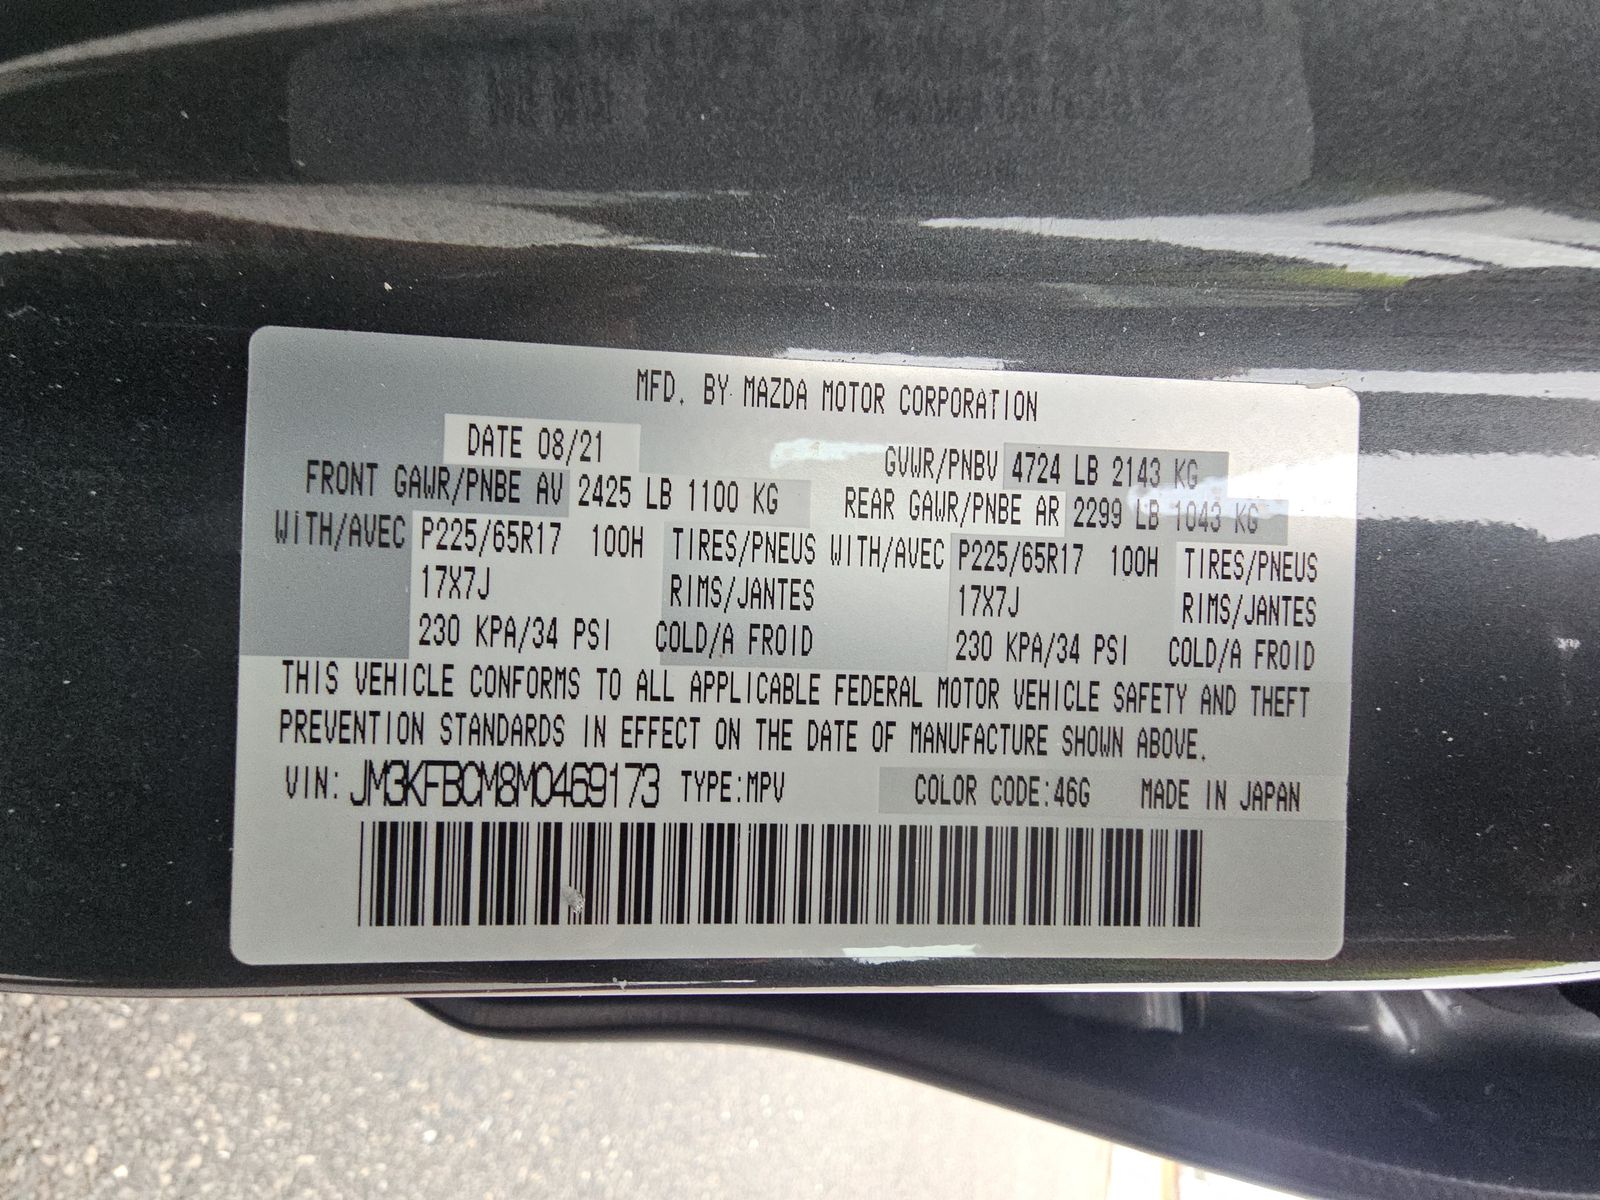 MFD. BY MAZDA MOTOR CORPORATION
DATE 08/21 GVWR/PNBV 4724 LB 2143 KG
FRONT GAWR/PNBE AV 2425 LB 1100 KG REAR GAWR/PNBE AR 2299 LB 1043 KG
WITH/AVEC P225/65R17 100H TIRES/PNEUS WITH/AVEC P225/65R17 100H TIRES/PNEUS
17X7J RIMS/JANTES 17X7J RIMS/JANTES
230 KPA/34 PSI COLD/A FROID 230 KPA/34 PSI COLD/A FROID
THIS VEHICLE CONFORMS TO ALL APPLICABLE FEDERAL MOTOR VEHICLE SAFETY AND THEFT
PREVENTION STANDARDS IN EFFECT ON THE DATE OF MANUFACTURE SHOWN ABOVE.
VIN: JM3KFBCM8M0469173 TYPE:MPV COLOR CODE:46G MADE IN JAPAN